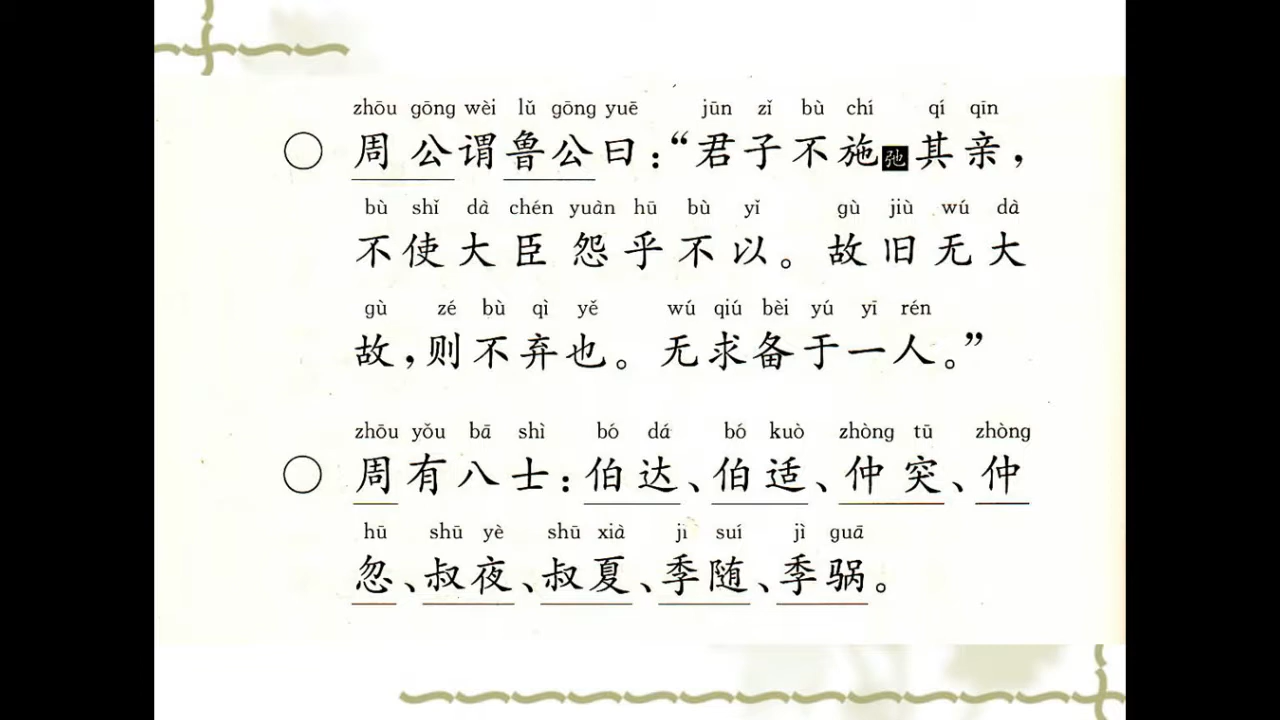 zhōu gōng wèi lǔ gōng yuē jūn zǐ bù chí qí qīn
○ 周公谓鲁公曰：“君子不施弛其亲，
bù shǐ dà chén yuàn hū bù yǐ gù jiù wú dà
不使大臣怨乎不以。故旧无大
gù zé bù qì yě wú qiú bèi yú yī rén
故，则不弃也。无求备于一人。”
zhōu yǒu bā shì bó dá bó kuò zhòng tū zhòng
○ 周有八士：伯达、伯适、仲突、仲
hū shū yè shū xià jì suí jì guā
忽、叔夜、叔夏、季随、季䯄。